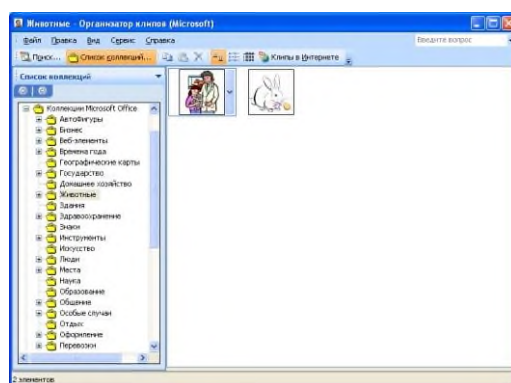 Животные - Организатор клипов (Microsoft)
Файл Правка Вид Сервис Справка
Введите вопрос
Поиск... Список коллекций... Клипы в Интернете
Список коллекций
Коллекции Microsoft Office
Автофигуры
Бизнес
Веб-элементы
Времена года
Географические карты
Государство
Домашнее хозяйство
Животные
Здания
Здравоохранение
Знаки
Инструменты
Искусство
Люди
Места
Наука
Образование
Общение
Особые случаи
Отдых
Оформление
Перевозки
2 элементов